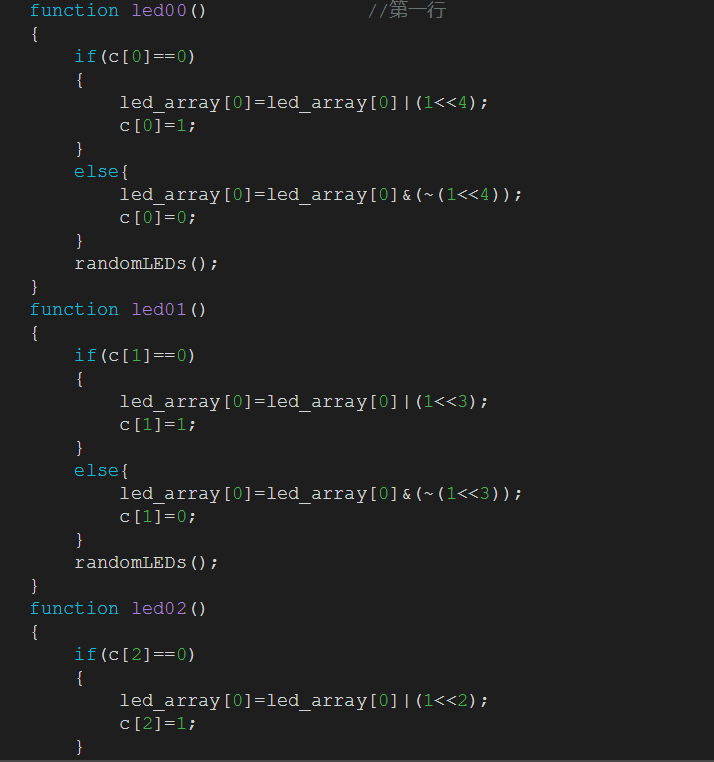 function led00()                //第一行
{
    if(c[0]==0)
    {
        led_array[0]=led_array[0]|(1<<4);
        c[0]=1;
    }
    else{
        led_array[0]=led_array[0]&(~(1<<4));
        c[0]=0;
    }
    randomLEDs();
}
function led01()
{
    if(c[1]==0)
    {
        led_array[0]=led_array[0]|(1<<3);
        c[1]=1;
    }
    else{
        led_array[0]=led_array[0]&(~(1<<3));
        c[1]=0;
    }
    randomLEDs();
}
function led02()
{
    if(c[2]==0)
    {
        led_array[0]=led_array[0]|(1<<2);
        c[2]=1;
    }